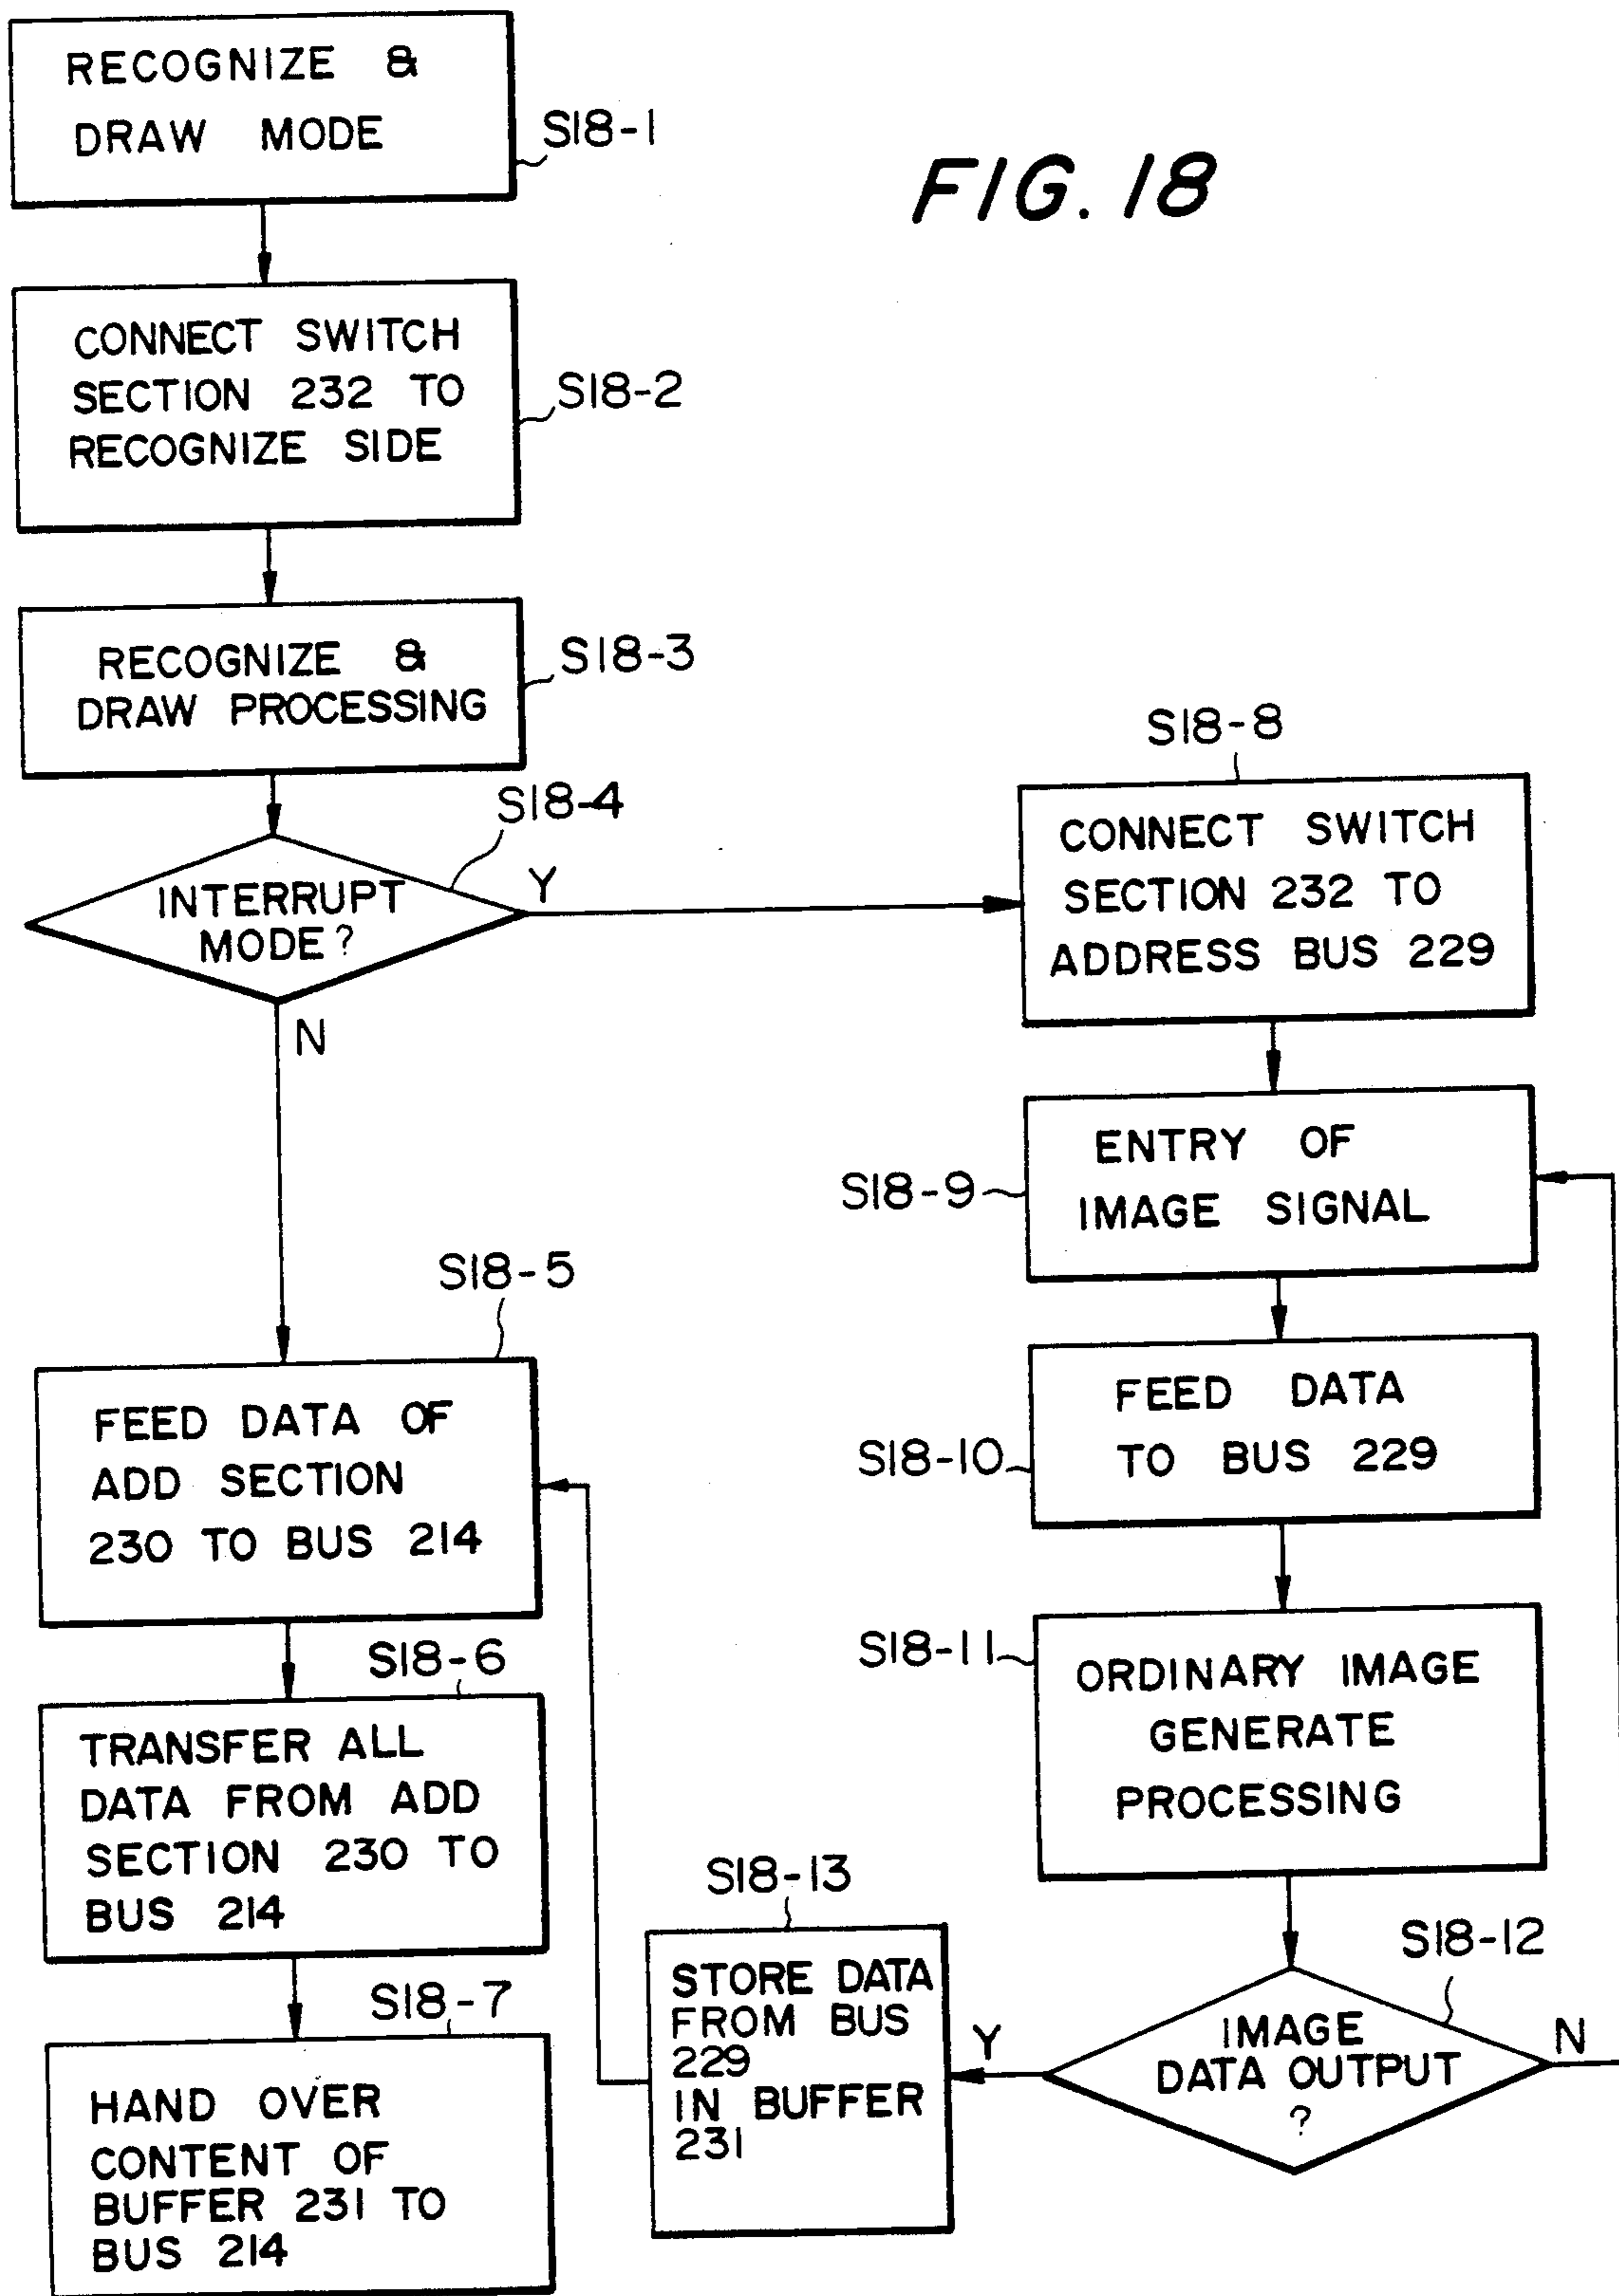 FIG. 18
RECOGNIZE &
DRAW MODE
S18-1
CONNECT SWITCH
SECTION 232 TO
RECOGNIZE SIDE
S18-2
RECOGNIZE &
DRAW PROCESSING
S18-3
INTERRUPT
MODE?
S18-4
Y
N
FEED DATA OF
ADD SECTION
230 TO BUS 214
S18-5
TRANSFER ALL
DATA FROM ADD
SECTION 230 TO
BUS 214
S18-6
HAND OVER
CONTENT OF
BUFFER 231 TO
BUS 214
S18-7
S18-8
CONNECT SWITCH
SECTION 232 TO
ADDRESS BUS 229
S18-9
ENTRY OF
IMAGE SIGNAL
S18-10
FEED DATA
TO BUS 229
S18-11
ORDINARY IMAGE
GENERATE
PROCESSING
S18-12
IMAGE
DATA OUTPUT
?
N
Y
S18-13
STORE DATA
FROM BUS
229
IN BUFFER
231